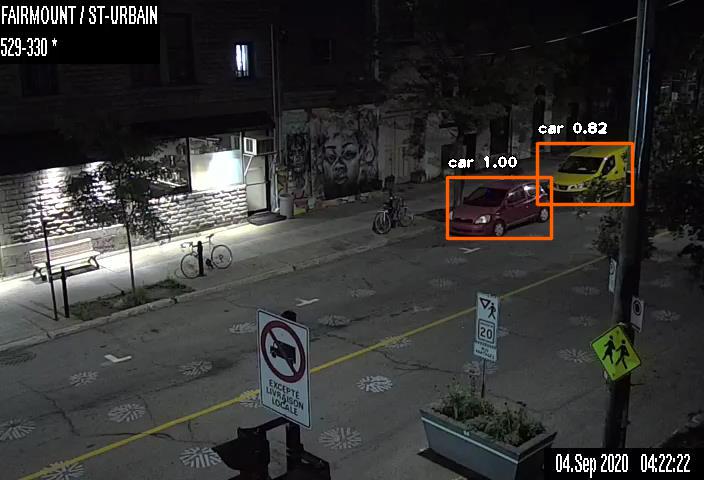 FAIRMOUNT / ST-URBAIN
529-330 *
car 0.82
car 1.00
20
EXCEPTÉ
LIVRAISON
LOCALE
04.Sep 2020 04:22:22